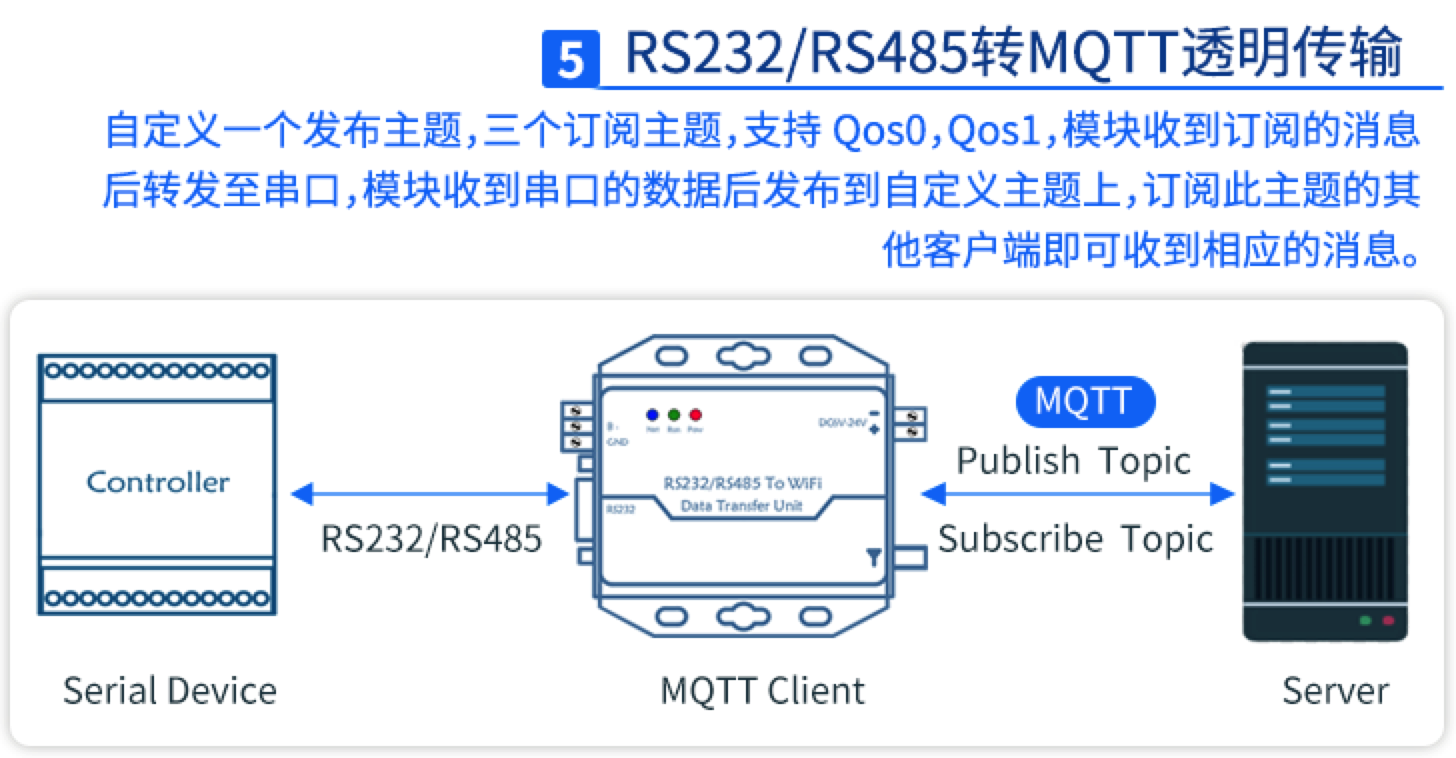 5 RS232/RS485转MQTT透明传输
自定义一个发布主题,三个订阅主题,支持 Qos0,Qos1,模块收到订阅的消息
后转发至串口,模块收到串口的数据后发布到自定义主题上,订阅此主题的其
他客户端即可收到相应的消息。
Controller
RS232/RS485
Net Run Pow
GND
RS232
RS232/RS485 To WiFi
Data Transfer Unit
MQTT
Publish Topic
Subscribe Topic
Serial Device
MQTT Client
Server